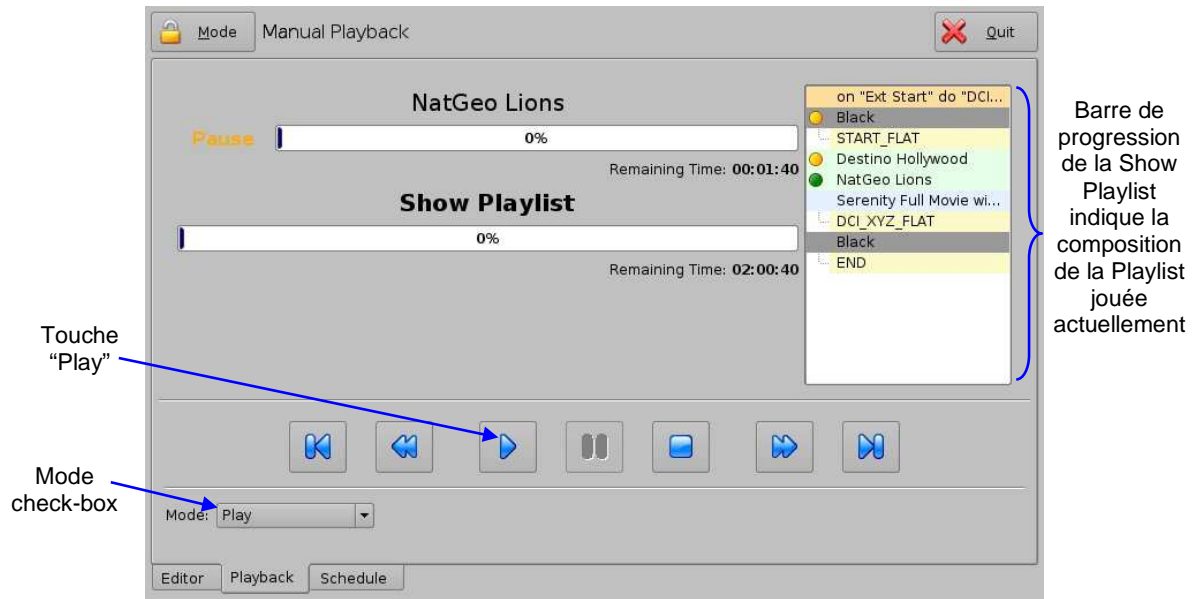 Mode
Manual Playback
Quit
NatGeo Lions
Pause
0%
Remaining Time: 00:01:40
Show Playlist
0%
Remaining Time: 02:00:40
on "Ext Start" do "DCI...
Black
START_FLAT
Destino Hollywood
NatGeo Lions
Serenity Full Movie wi...
DCI_XYZ_FLAT
Black
END
Barre de
progression
de la Show
Playlist
indique la
composition
de la Playlist
jouée
actuellement
Touche
“Play”
Mode
check-box
Mode: Play
Editor Playback Schedule